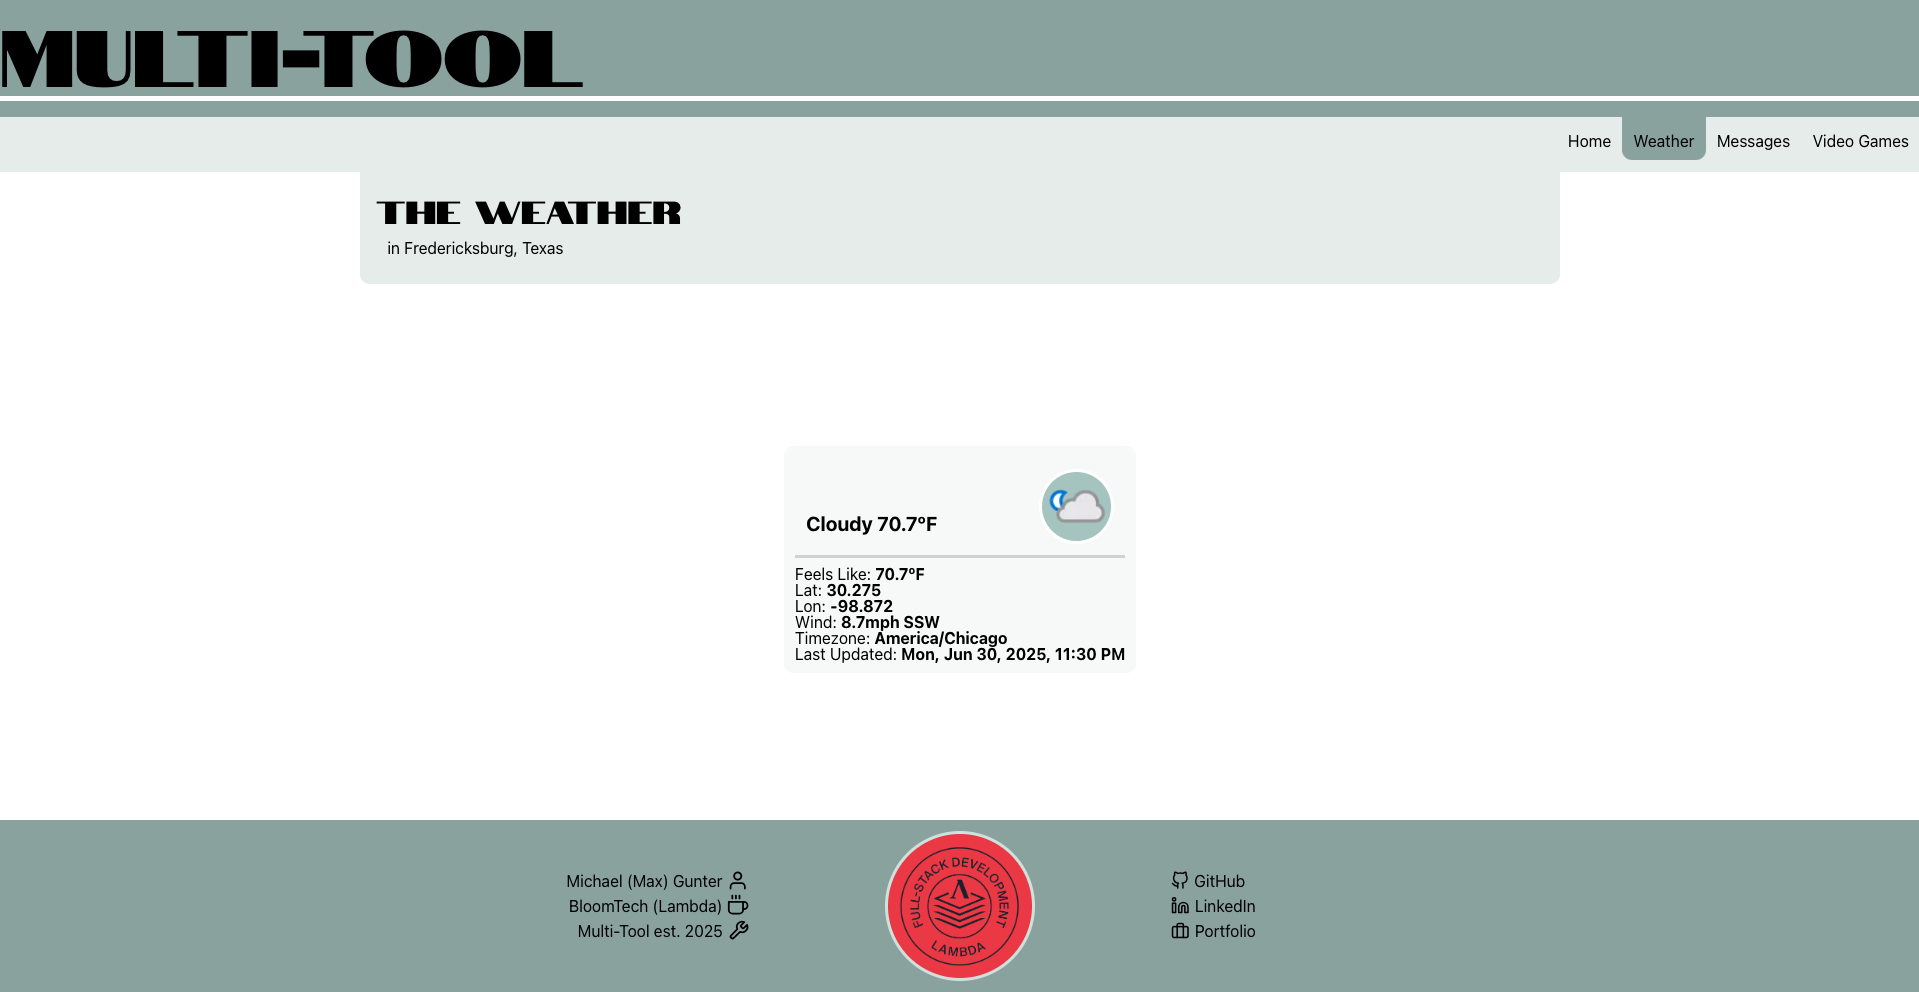 MULTI-TOOL
Home Weather Messages Video Games
THE WEATHER
in Fredericksburg, Texas
Cloudy 70.7°F
Feels Like: 70.7°F
Lat: 30.275
Lon: -98.872
Wind: 8.7mph SSW
Timezone: America/Chicago
Last Updated: Mon, Jun 30, 2025, 11:30 PM
Michael (Max) Gunter
BloomTech (Lambda)
Multi-Tool est. 2025
FULL-STACK DEVELOPMENT
LAMBDA
GitHub
LinkedIn
Portfolio